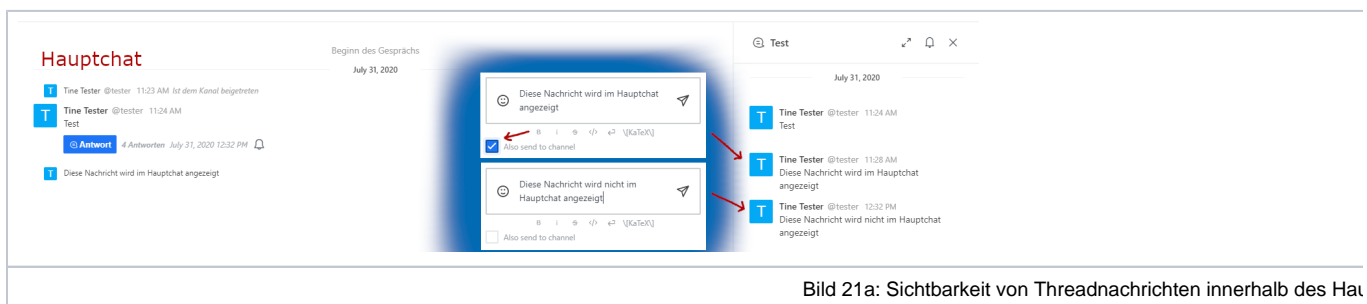 Hauptchat
Beginn des Gesprächs
July 31, 2020
T Tine Tester @tester 11:23 AM Ist dem Kanal beigetreten
T Tine Tester @tester 11:24 AM
Test
Antwort 4 Antworten July 31, 2020 12:32 PM
T Diese Nachricht wird im Hauptchat angezeigt
Diese Nachricht wird im Hauptchat
angezeigt
B i S </> \[KaTeX\]
Also send to channel
Diese Nachricht wird nicht im
Hauptchat angezeigt
B i S </> \[KaTeX\]
Also send to channel
Test
July 31, 2020
T Tine Tester @tester 11:24 AM
Test
T Tine Tester @tester 11:28 AM
Diese Nachricht wird im Hauptchat
angezeigt
T Tine Tester @tester 12:32 PM
Diese Nachricht wird nicht im Hauptchat
angezeigt
Bild 21a: Sichtbarkeit von Threadnachrichten innerhalb des Hau